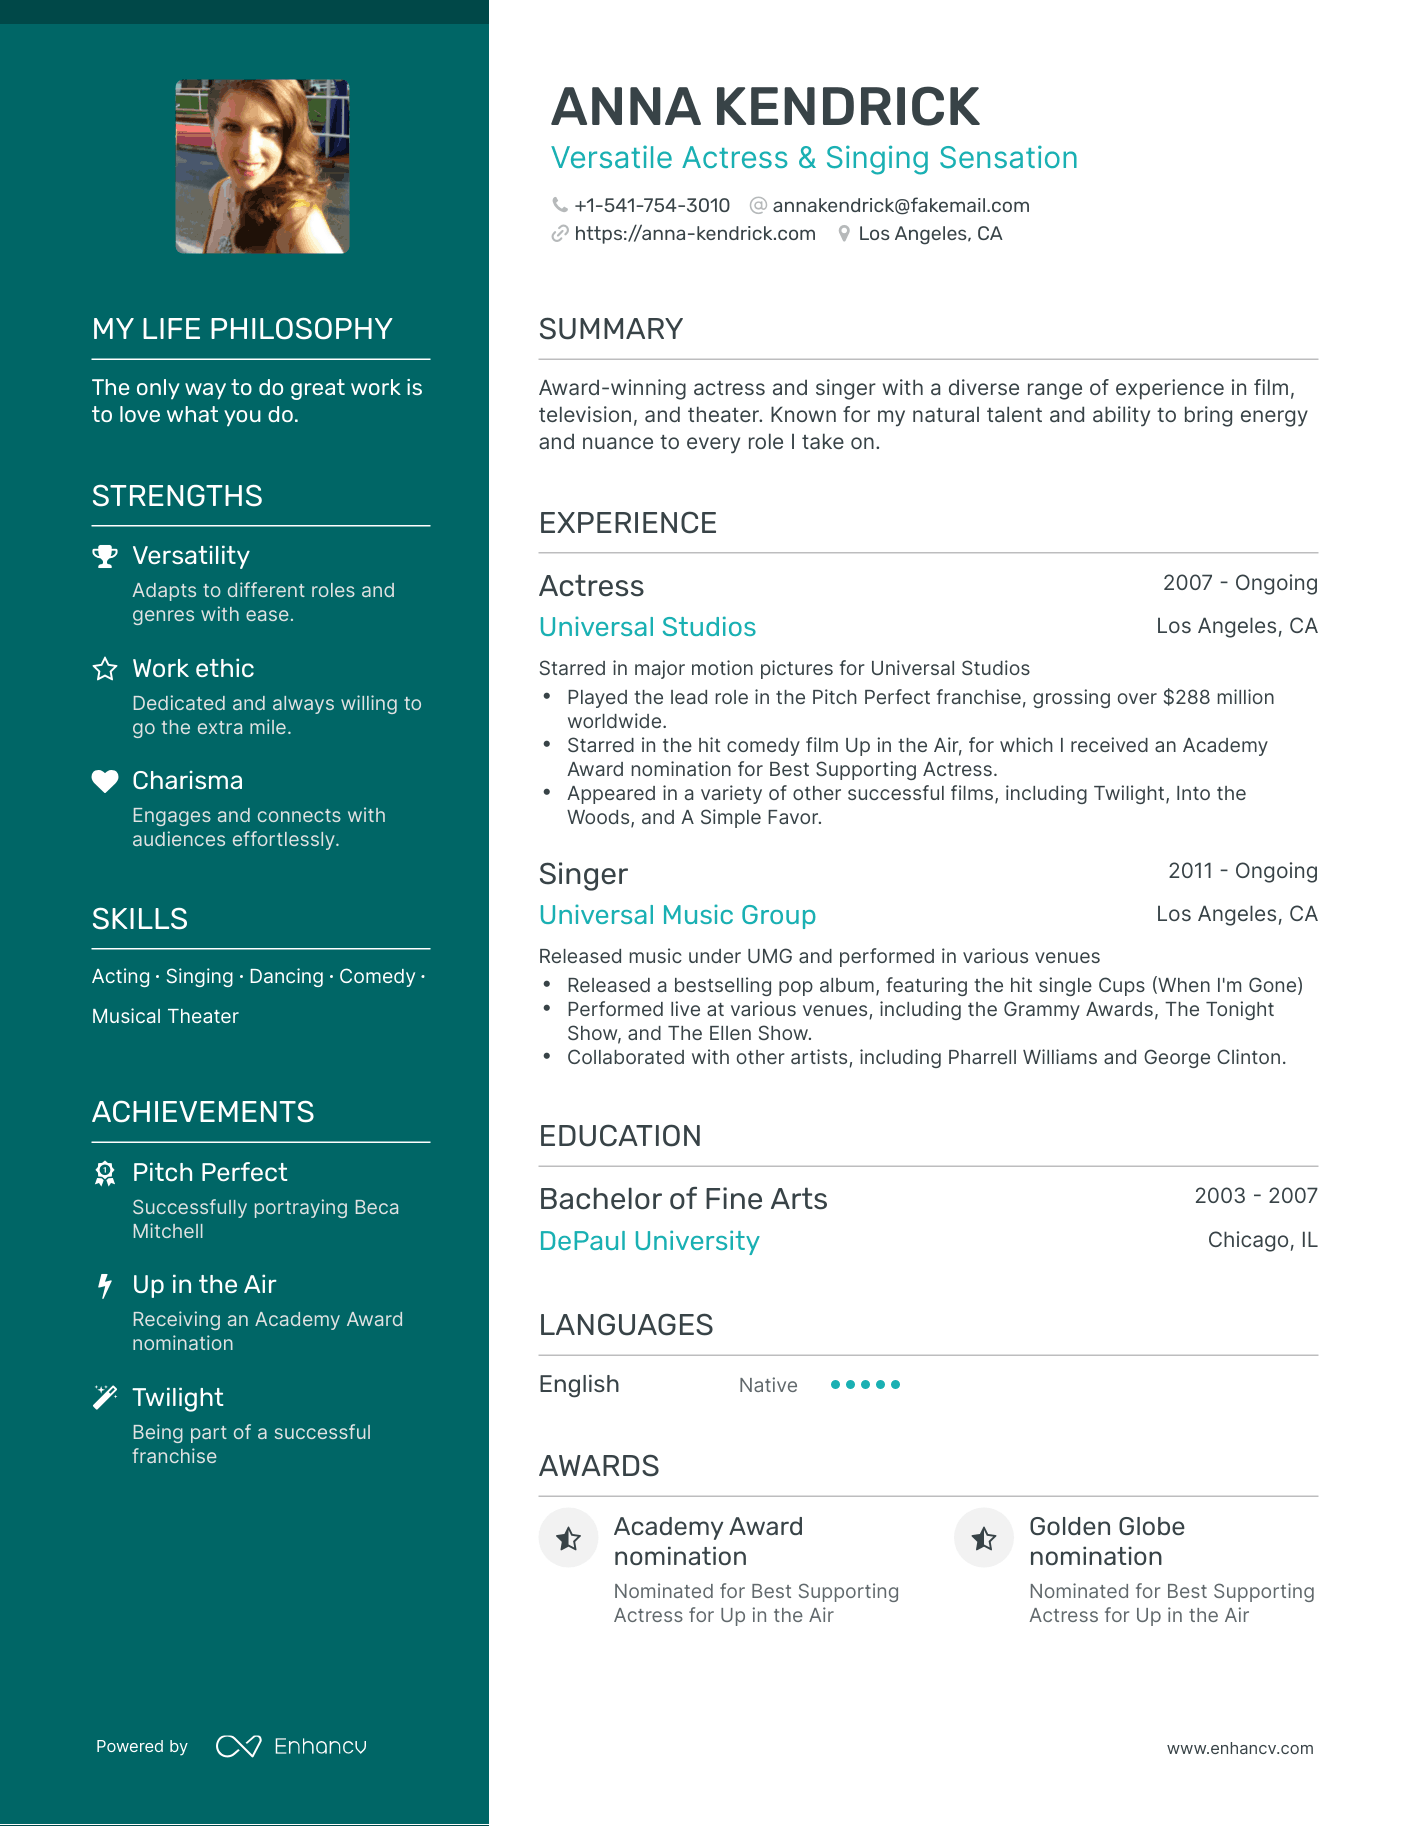 ANNA KENDRICK
Versatile Actress & Singing Sensation
+1-541-754-3010 @ annakendrick@fakemail.com
https://anna-kendrick.com Los Angeles, CA
MY LIFE PHILOSOPHY
The only way to do great work is
to love what you do.
STRENGTHS
Versatility
Adapts to different roles and
genres with ease.
Work ethic
Dedicated and always willing to
go the extra mile.
Charisma
Engages and connects with
audiences effortlessly.
SKILLS
Acting · Singing · Dancing · Comedy ·
Musical Theater
ACHIEVEMENTS
1
Pitch Perfect
Successfully portraying Beca
Mitchell
Up in the Air
Receiving an Academy Award
nomination
Twilight
Being part of a successful
franchise
Powered by Enhancv
SUMMARY
Award-winning actress and singer with a diverse range of experience in film,
television, and theater. Known for my natural talent and ability to bring energy
and nuance to every role I take on.
EXPERIENCE
Actress 2007 - Ongoing
Universal Studios Los Angeles, CA
Starred in major motion pictures for Universal Studios
• Played the lead role in the Pitch Perfect franchise, grossing over $288 million
worldwide.
• Starred in the hit comedy film Up in the Air, for which I received an Academy
Award nomination for Best Supporting Actress.
• Appeared in a variety of other successful films, including Twilight, Into the
Woods, and A Simple Favor.
Singer 2011 - Ongoing
Universal Music Group Los Angeles, CA
Released music under UMG and performed in various venues
• Released a bestselling pop album, featuring the hit single Cups (When I'm Gone)
• Performed live at various venues, including the Grammy Awards, The Tonight
Show, and The Ellen Show.
• Collaborated with other artists, including Pharrell Williams and George Clinton.
EDUCATION
Bachelor of Fine Arts 2003 - 2007
DePaul University Chicago, IL
LANGUAGES
English Native
AWARDS
Academy Award
nomination
Nominated for Best Supporting
Actress for Up in the Air
Golden Globe
nomination
Nominated for Best Supporting
Actress for Up in the Air
www.enhancv.com